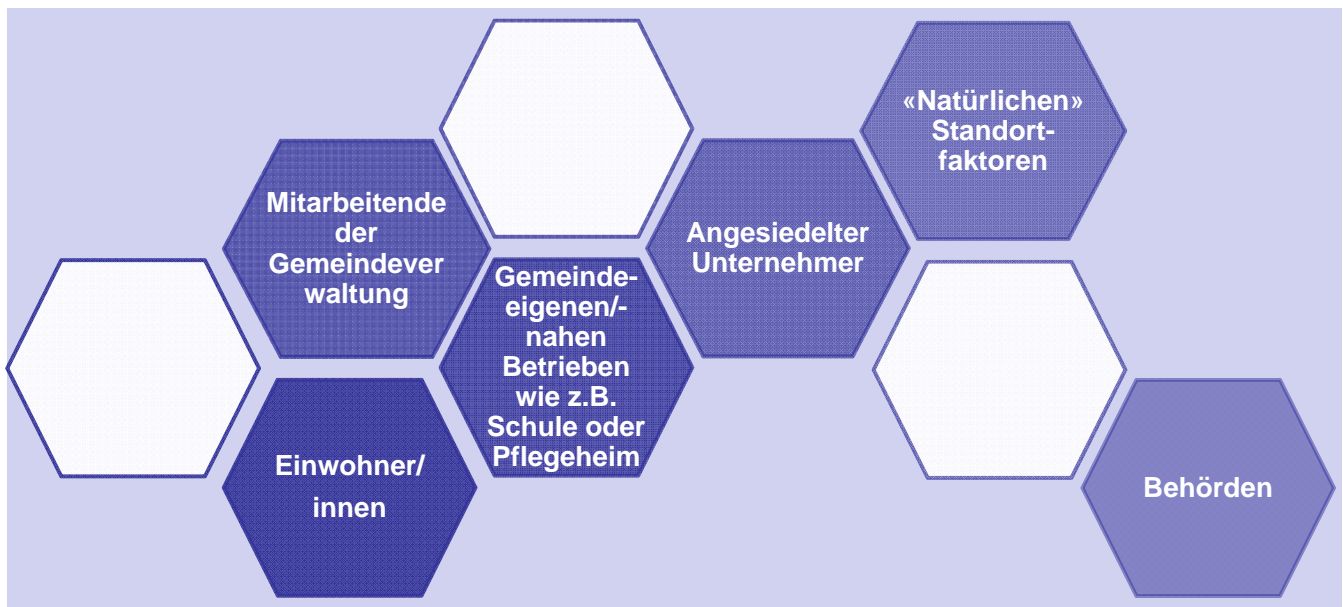 «Natürlichen»
Standort-
faktoren
Mitarbeitende
der
Gemeindever
waltung
Angesiedelter
Unternehmer
Gemeinde-
eigenen/-
nahen
Betrieben
wie z.B.
Schule oder
Pflegeheim
Einwohner/
innen
Behörden